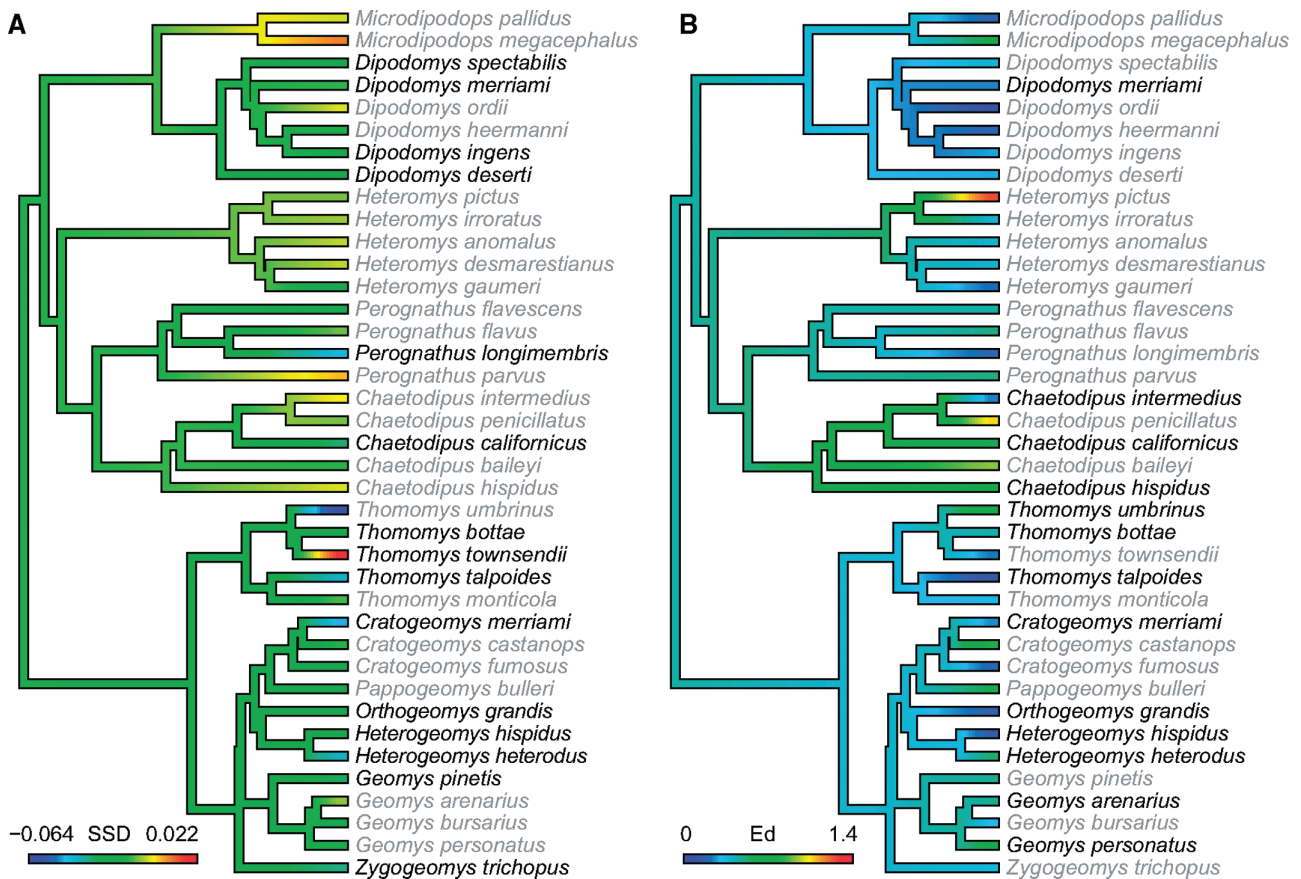 A
Microdipodops pallidus
Microdipodops megacephalus
Dipodomys spectabilis
Dipodomys merriami
Dipodomys ordii
Dipodomys heermanni
Dipodomys ingens
Dipodomys deserti
Heteromys pictus
Heteromys irroratus
Heteromys anomalus
Heteromys desmarestianus
Heteromys gaumeri
Perognathus flavescens
Perognathus flavus
Perognathus longimembris
Perognathus parvus
Chaetodipus intermedius
Chaetodipus penicillatus
Chaetodipus californicus
Chaetodipus baileyi
Chaetodipus hispidus
Thomomys umbrinus
Thomomys bottae
Thomomys townsendii
Thomomys talpoides
Thomomys monticola
Cratogeomys merriami
Cratogeomys castanops
Cratogeomys fumosus
Pappogeomys bulleri
Orthogeomys grandis
Heterogeomys hispidus
Heterogeomys heterodus
Geomys pinetis
Geomys arenarius
Geomys bursarius
Geomys personatus
Zygogeomys trichopus
−0.064 SSD 0.022
B
Microdipodops pallidus
Microdipodops megacephalus
Dipodomys spectabilis
Dipodomys merriami
Dipodomys ordii
Dipodomys heermanni
Dipodomys ingens
Dipodomys deserti
Heteromys pictus
Heteromys irroratus
Heteromys anomalus
Heteromys desmarestianus
Heteromys gaumeri
Perognathus flavescens
Perognathus flavus
Perognathus longimembris
Perognathus parvus
Chaetodipus intermedius
Chaetodipus penicillatus
Chaetodipus californicus
Chaetodipus baileyi
Chaetodipus hispidus
Thomomys umbrinus
Thomomys bottae
Thomomys townsendii
Thomomys talpoides
Thomomys monticola
Cratogeomys merriami
Cratogeomys castanops
Cratogeomys fumosus
Pappogeomys bulleri
Orthogeomys grandis
Heterogeomys hispidus
Heterogeomys heterodus
Geomys pinetis
Geomys arenarius
Geomys bursarius
Geomys personatus
Zygogeomys trichopus
0 Ed 1.4